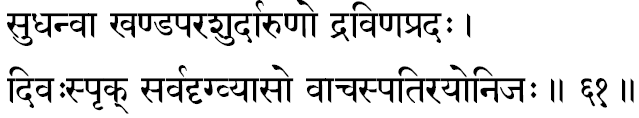 सुधन्वा खण्डपरशुर्दारुणो द्रविणप्रदः ।
दिवःस्पृक् सर्वदृग्व्यासो वाचस्पतिरयोनिजः ॥ ६१ ॥